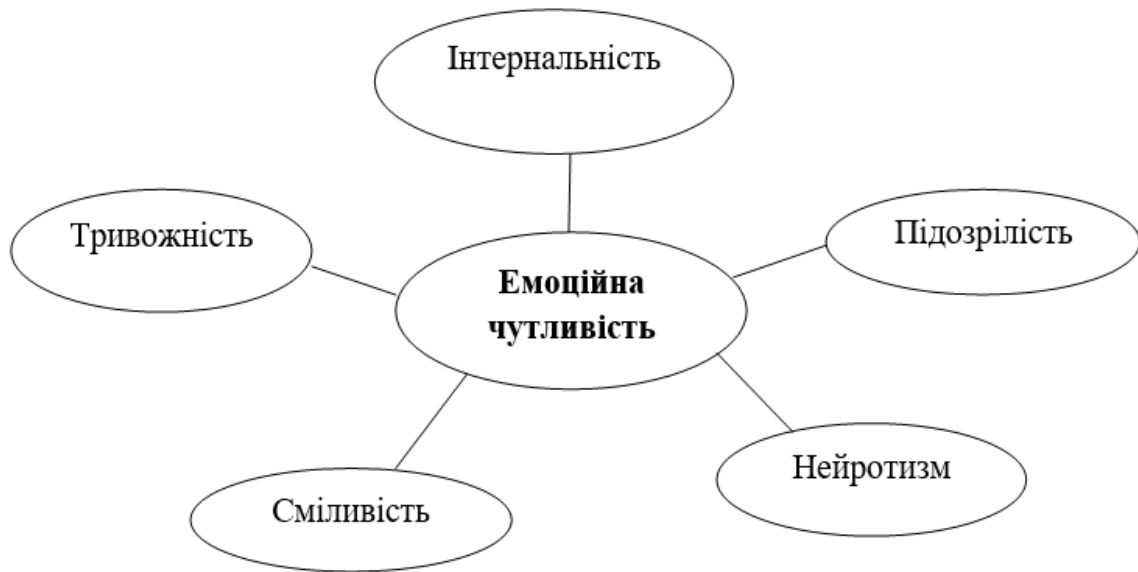 Інтернальність
Тривожність
Підозрілість
Емоційна
чутливість
Сміливість
Нейротизм